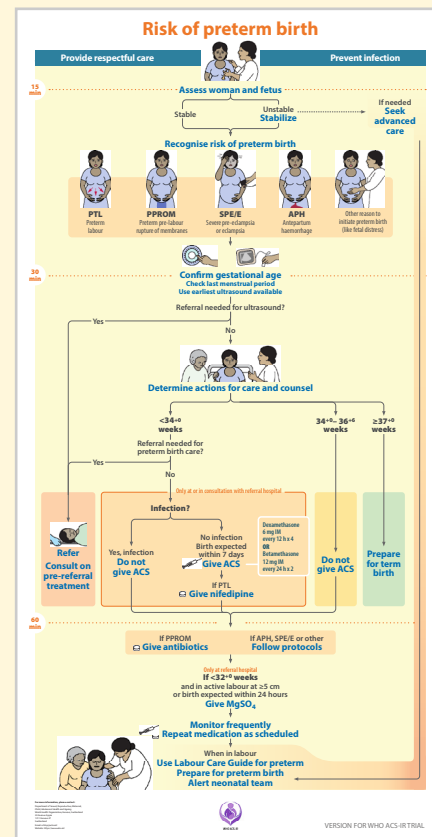 Risk of preterm birth
Provide respectful care
Prevent infection
15
min
Assess woman and fetus
Stable
Unstable
Stabilize
If needed
Seek
advanced
care
Recognise risk of preterm birth
PTL
Preterm
labour
PPROM
Preterm pre-labour
rupture of membranes
SPE/E
Severe pre-eclampsia
or eclampsia
APH
Antepartum
haemorrhage
Other reason to
initiate preterm birth
(like fetal distress)
30
min
Confirm gestational age
Check last menstrual period
Use earliest ultrasound available
Referral needed for ultrasound?
Yes
No
Determine actions for care and counsel
<34+0
weeks
34+0– 36+6
weeks
≥37+0
weeks
Referral needed for
preterm birth care?
Yes
No
Only at or in consultation with referral hospital
Infection?
Yes, infection
Do not
give ACS
No infection
Birth expected
within 7 days
Give ACS
Dexamethasone
6 mg IM
every 12 h x 4
OR
Betamethasone
12 mg IM
every 24 h x 2
If PTL
Give nifedipine
Refer
Consult on
pre-referral
treatment
Do not
give ACS
Prepare
for term
birth
60
min
If PPROM
Give antibiotics
If APH, SPE/E or other
Follow protocols
Only at referral hospital
If <32+0 weeks
and in active labour at ≥5 cm
or birth expected within 24 hours
Give MgSO4
Monitor frequently
Repeat medication as scheduled
When in labour
Use Labour Care Guide for preterm
Prepare for preterm birth
Alert neonatal team
VERSION FOR WHO ACS-IR TRIAL